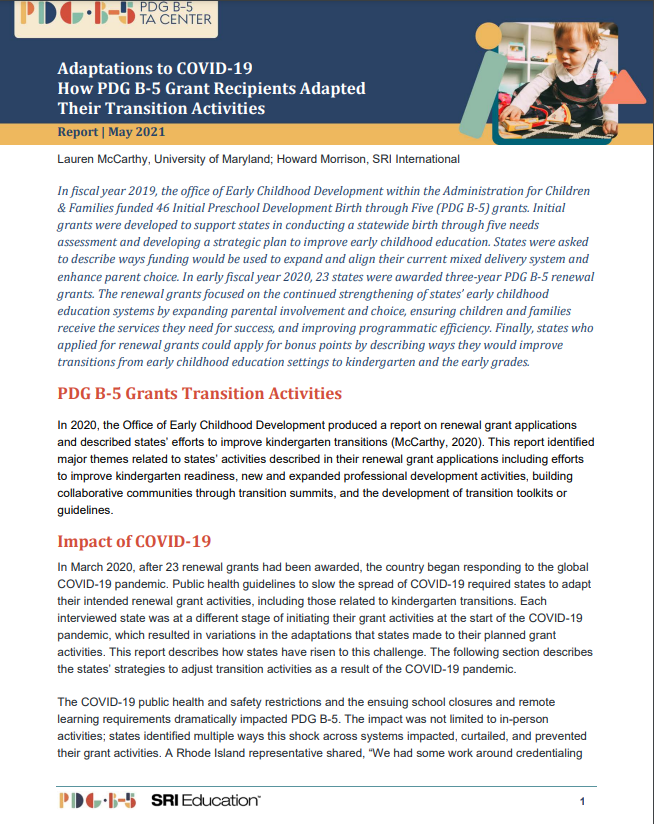 PDG·B-5 PDG B-5
TA CENTER
Adaptations to COVID-19
How PDG B-5 Grant Recipients Adapted
Their Transition Activities
Report | May 2021
Lauren McCarthy, University of Maryland; Howard Morrison, SRI International
In fiscal year 2019, the office of Early Childhood Development within the Administration for Children
& Families funded 46 Initial Preschool Development Birth through Five (PDG B-5) grants. Initial
grants were developed to support states in conducting a statewide birth through five needs
assessment and developing a strategic plan to improve early childhood education. States were asked
to describe ways funding would be used to expand and align their current mixed delivery system and
enhance parent choice. In early fiscal year 2020, 23 states were awarded three-year PDG B-5 renewal
grants. The renewal grants focused on the continued strengthening of states' early childhood
education systems by expanding parental involvement and choice, ensuring children and families
receive the services they need for success, and improving programmatic efficiency. Finally, states who
applied for renewal grants could apply for bonus points by describing ways they would improve
transitions from early childhood education settings to kindergarten and the early grades.
PDG B-5 Grants Transition Activities
In 2020, the Office of Early Childhood Development produced a report on renewal grant applications
and described states' efforts to improve kindergarten transitions (McCarthy, 2020). This report identified
major themes related to states' activities described in their renewal grant applications including efforts
to improve kindergarten readiness, new and expanded professional development activities, building
collaborative communities through transition summits, and the development of transition toolkits or
guidelines.
Impact of COVID-19
In March 2020, after 23 renewal grants had been awarded, the country began responding to the global
COVID-19 pandemic. Public health guidelines to slow the spread of COVID-19 required states to adapt
their intended renewal grant activities, including those related to kindergarten transitions. Each
interviewed state was at a different stage of initiating their grant activities at the start of the COVID-19
pandemic, which resulted in variations in the adaptations that states made to their planned grant
activities. This report describes how states have risen to this challenge. The following section describes
the states' strategies to adjust transition activities as a result of the COVID-19 pandemic.
The COVID-19 public health and safety restrictions and the ensuing school closures and remote
learning requirements dramatically impacted PDG B-5. The impact was not limited to in-person
activities; states identified multiple ways this shock across systems impacted, curtailed, and prevented
their grant activities. A Rhode Island representative shared, “We had some work around credentialing
PDG·B-5 SRI Education™ 1